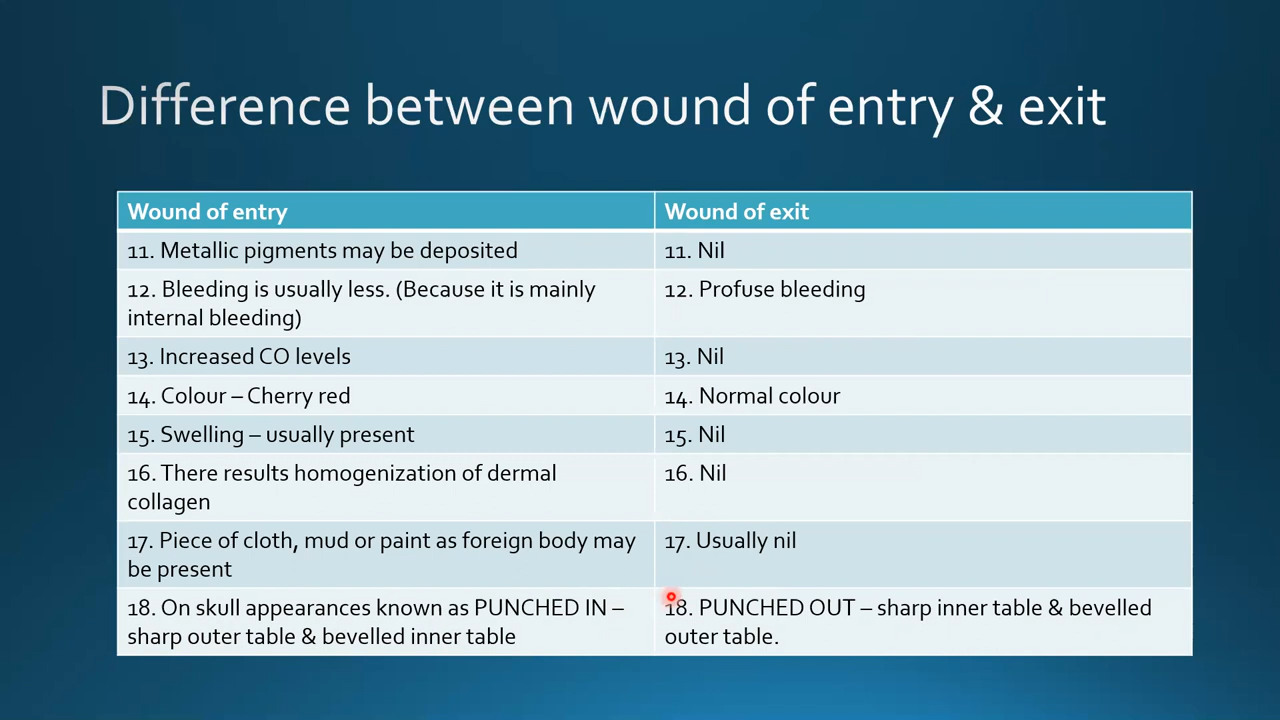 Difference between wound of entry & exit
Wound of entry
Wound of exit
11. Metallic pigments may be deposited
11. Nil
12. Bleeding is usually less. (Because it is mainly
internal bleeding)
12. Profuse bleeding
13. Increased CO levels
13. Nil
14. Colour – Cherry red
14. Normal colour
15. Swelling – usually present
15. Nil
16. There results homogenization of dermal
collagen
16. Nil
17. Piece of cloth, mud or paint as foreign body may
be present
17. Usually nil
18. On skull appearances known as PUNCHED IN –
sharp outer table & bevelled inner table
18. PUNCHED OUT – sharp inner table & bevelled
outer table.